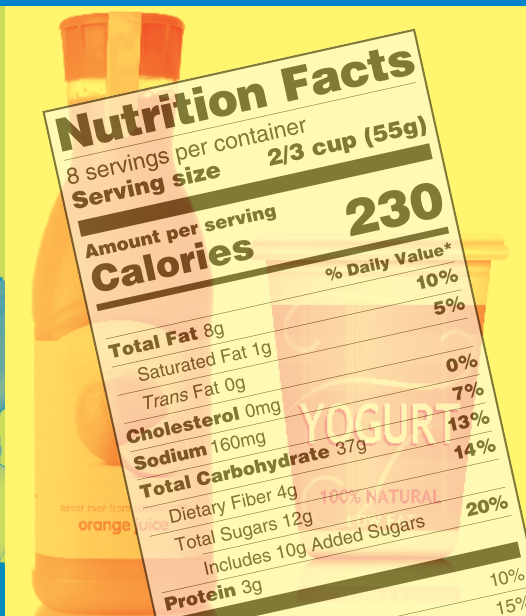 Nutrition Facts
8 servings per container
Serving size 2/3 cup (55g)
Amount per serving
Calories 230
% Daily Value*
Total Fat 8g 10%
Saturated Fat 1g 5%
Trans Fat 0g
Cholesterol 0mg 0%
Sodium 160mg 7%
Total Carbohydrate 37g 13%
Dietary Fiber 4g 14%
Total Sugars 12g
Includes 10g Added Sugars 20%
Protein 3g
10%
15%
YOGURT
100% NATURAL
orange juice